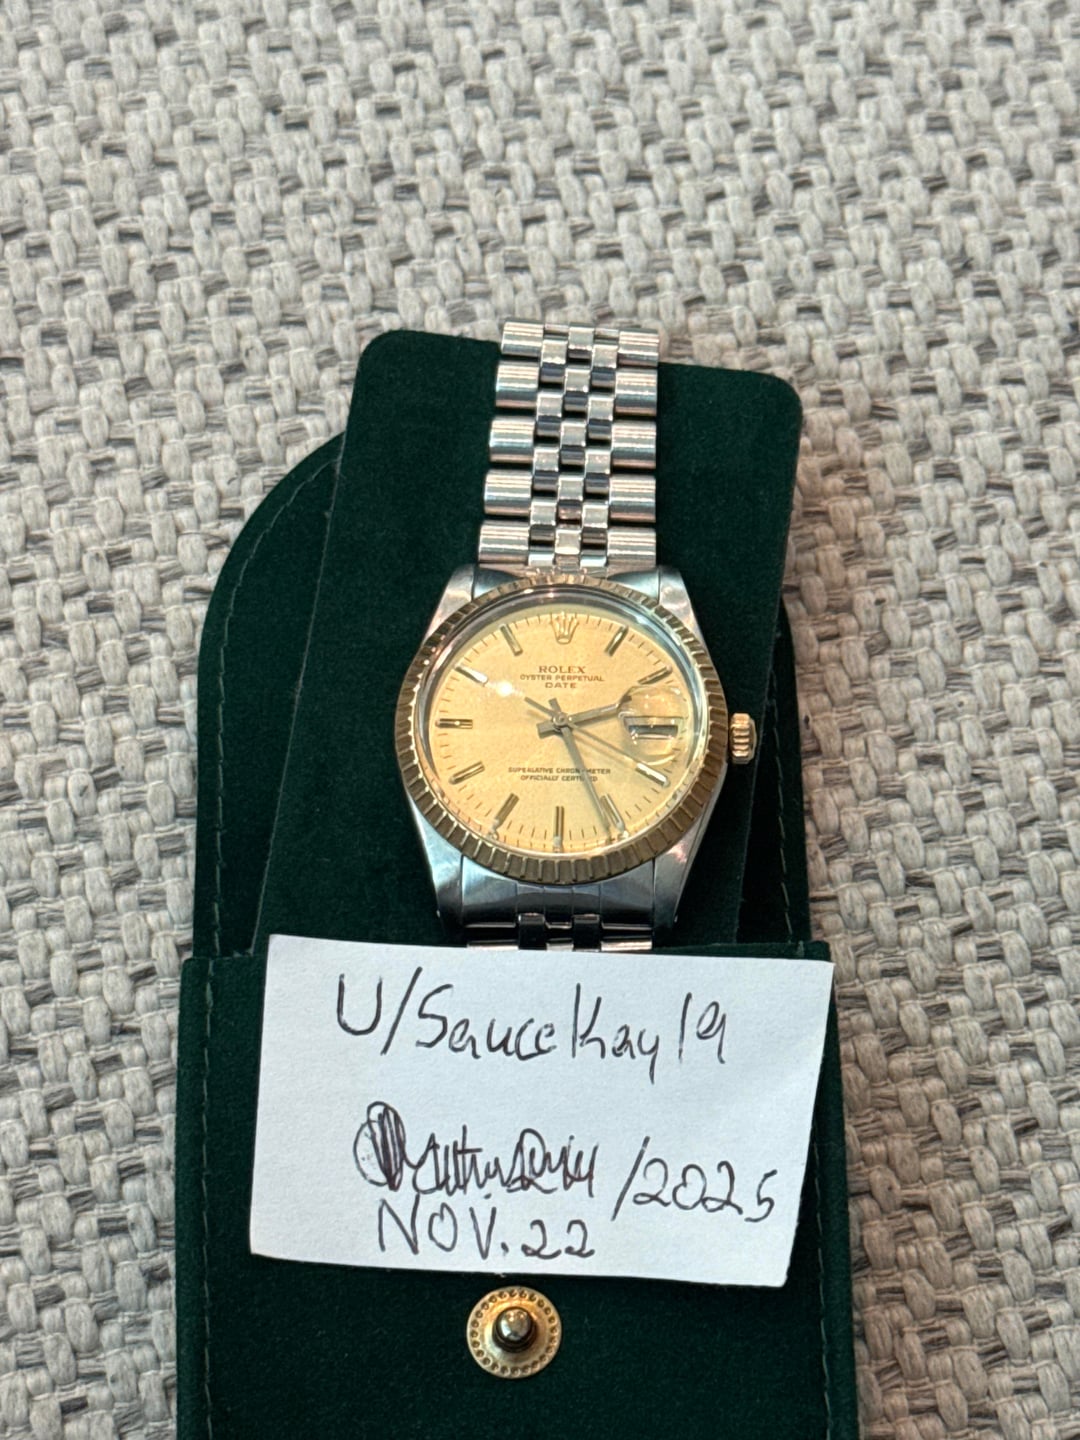 ROLEX
OYSTER PERPETUAL
DATE
SUPERLATIVE CHRONOMETER
OFFICIALLY CERTIFIED
U/SauceKay19
/2025
NOV. 22